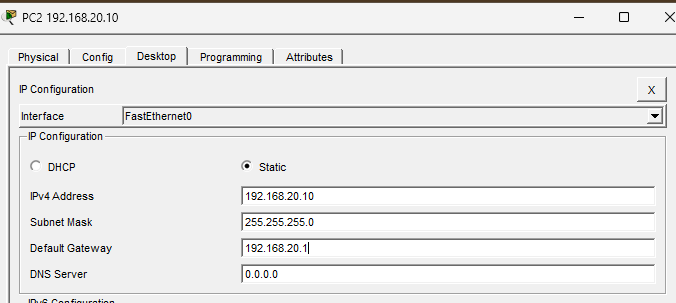 PC2 192.168.20.10
Physical Config Desktop Programming Attributes
IP Configuration
X
Interface FastEthernet0
IP Configuration
DHCP Static
IPv4 Address 192.168.20.10
Subnet Mask 255.255.255.0
Default Gateway 192.168.20.1
DNS Server 0.0.0.0
IPv6 Configuration